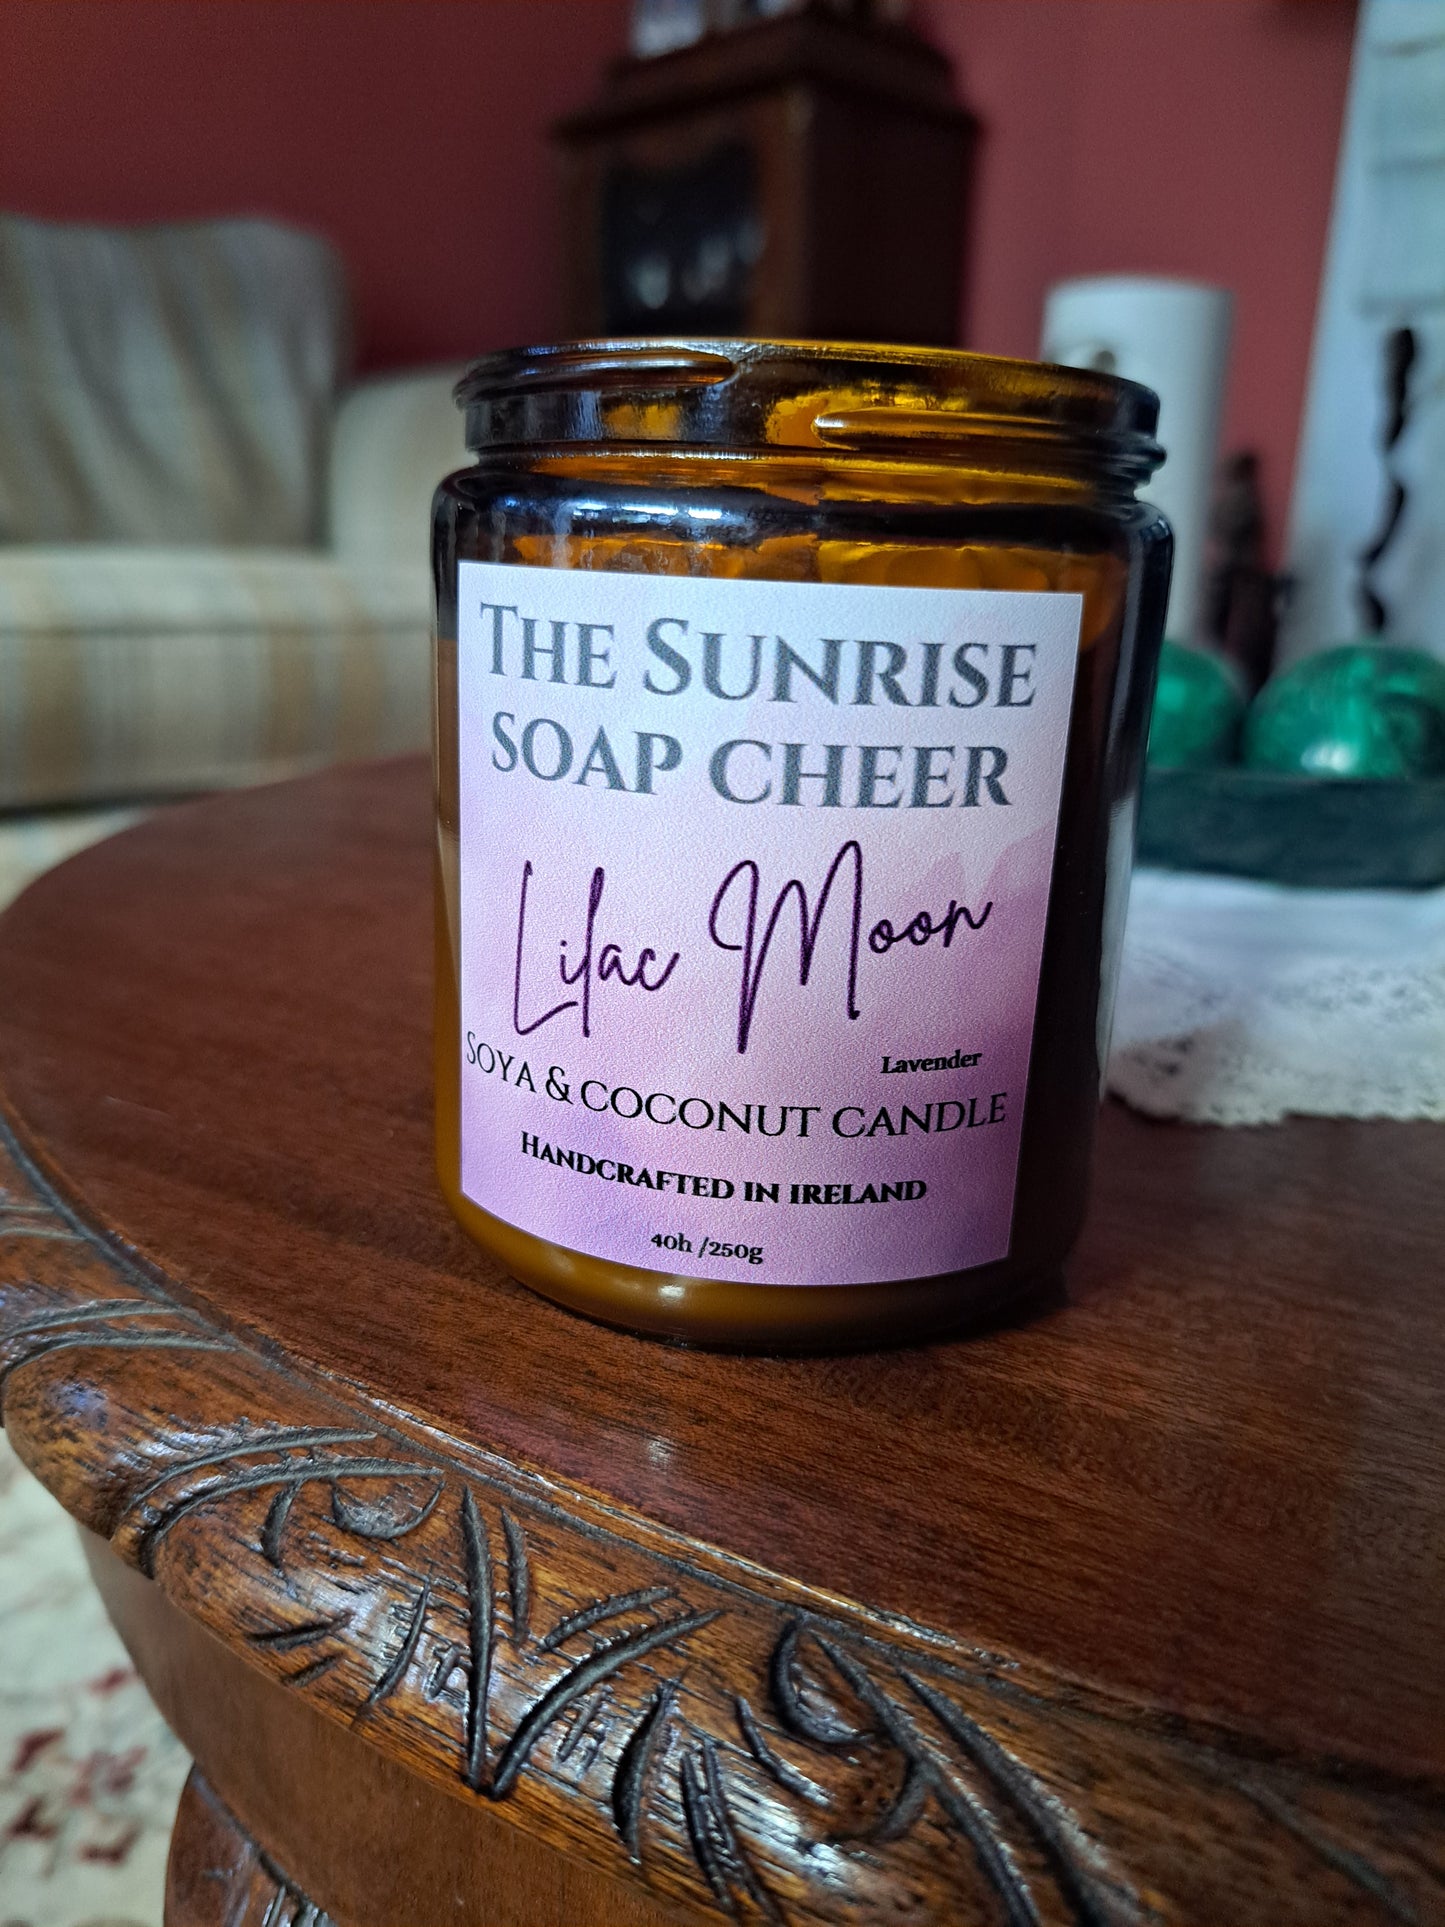 The Sunrise
soap cheer
Lilac Moon
Lavender
Soya & coconut candle
Handcrafted in ireland
40h /250g